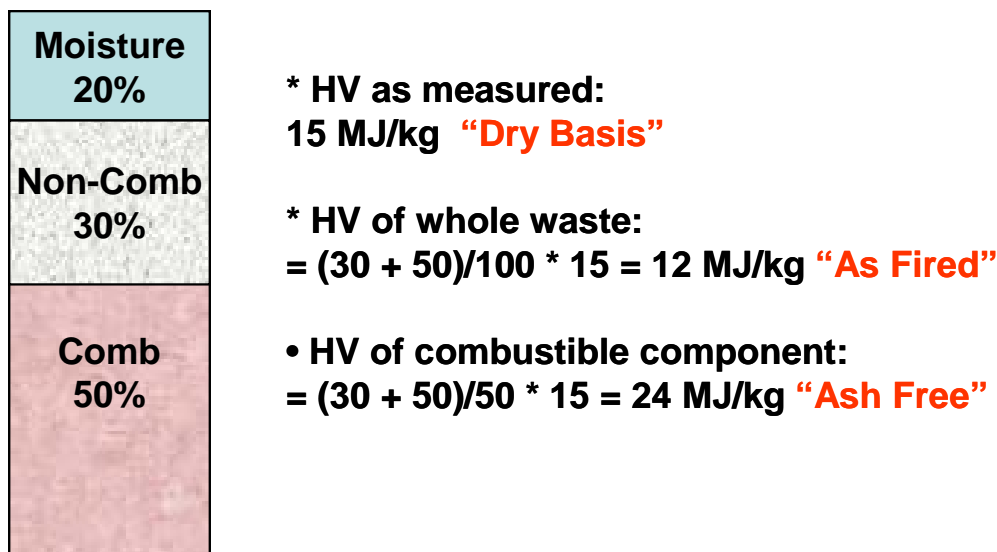 Moisture
20%
Non-Comb
30%
Comb
50%
* HV as measured:
15 MJ/kg “Dry Basis”
* HV of whole waste:
= (30 + 50)/100 * 15 = 12 MJ/kg “As Fired”
• HV of combustible component:
= (30 + 50)/50 * 15 = 24 MJ/kg “Ash Free”